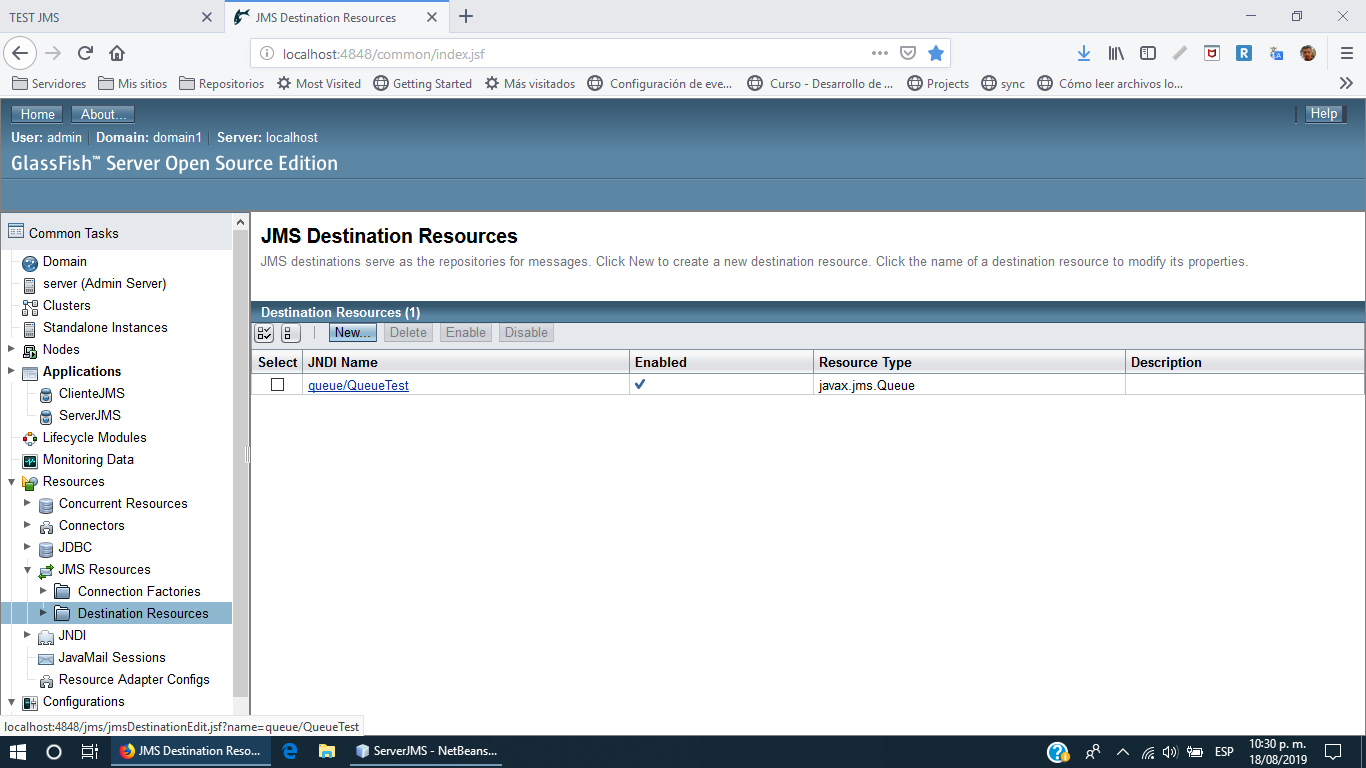 TEST JMS
JMS Destination Resources
localhost:4848/common/index.jsf
Servidores Mis sitios Repositorios Most Visited Getting Started Más visitados Configuración de eve... Curso - Desarrollo de ... Projects sync Cómo leer archivos lo...
Home About... Help
User: admin Domain: domain1 Server: localhost
GlassFish™ Server Open Source Edition
Common Tasks
Domain
server (Admin Server)
Clusters
Standalone Instances
Nodes
Applications
ClienteJMS
ServerJMS
Lifecycle Modules
Monitoring Data
Resources
Concurrent Resources
Connectors
JDBC
JMS Resources
Connection Factories
Destination Resources
JNDI
JavaMail Sessions
Resource Adapter Configs
Configurations
JMS Destination Resources
JMS destinations serve as the repositories for messages. Click New to create a new destination resource. Click the name of a destination resource to modify its properties.
Destination Resources (1)
New... Delete Enable Disable
Select JNDI Name Enabled Resource Type Description
queue/QueueTest javax.jms.Queue
localhost:4848/jms/jmsDestinationEdit.jsf?name=queue/QueueTest
JMS Destination Reso... ServerJMS - NetBeans... ESP 10:30 p. m.
18/08/2019